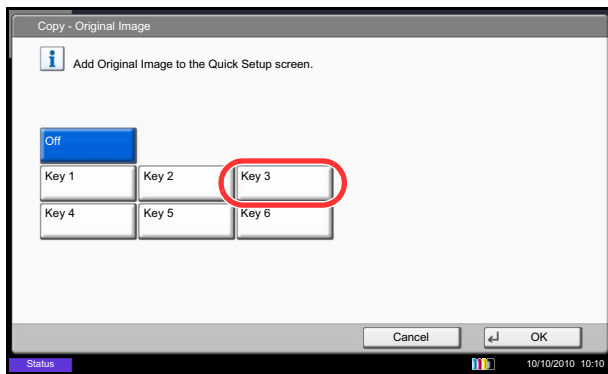 Copy - Original Image
i Add Original Image to the Quick Setup screen.
Off
Key 1 Key 2 Key 3
Key 4 Key 5 Key 6
Cancel OK
Status 10/10/2010 10:10